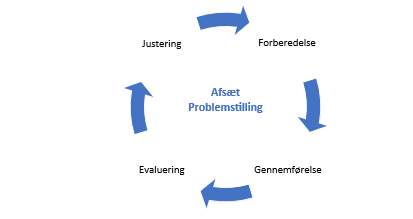 Justering
Forberedelse
Afsæt
Problemstilling
Evaluering
Gennemførelse